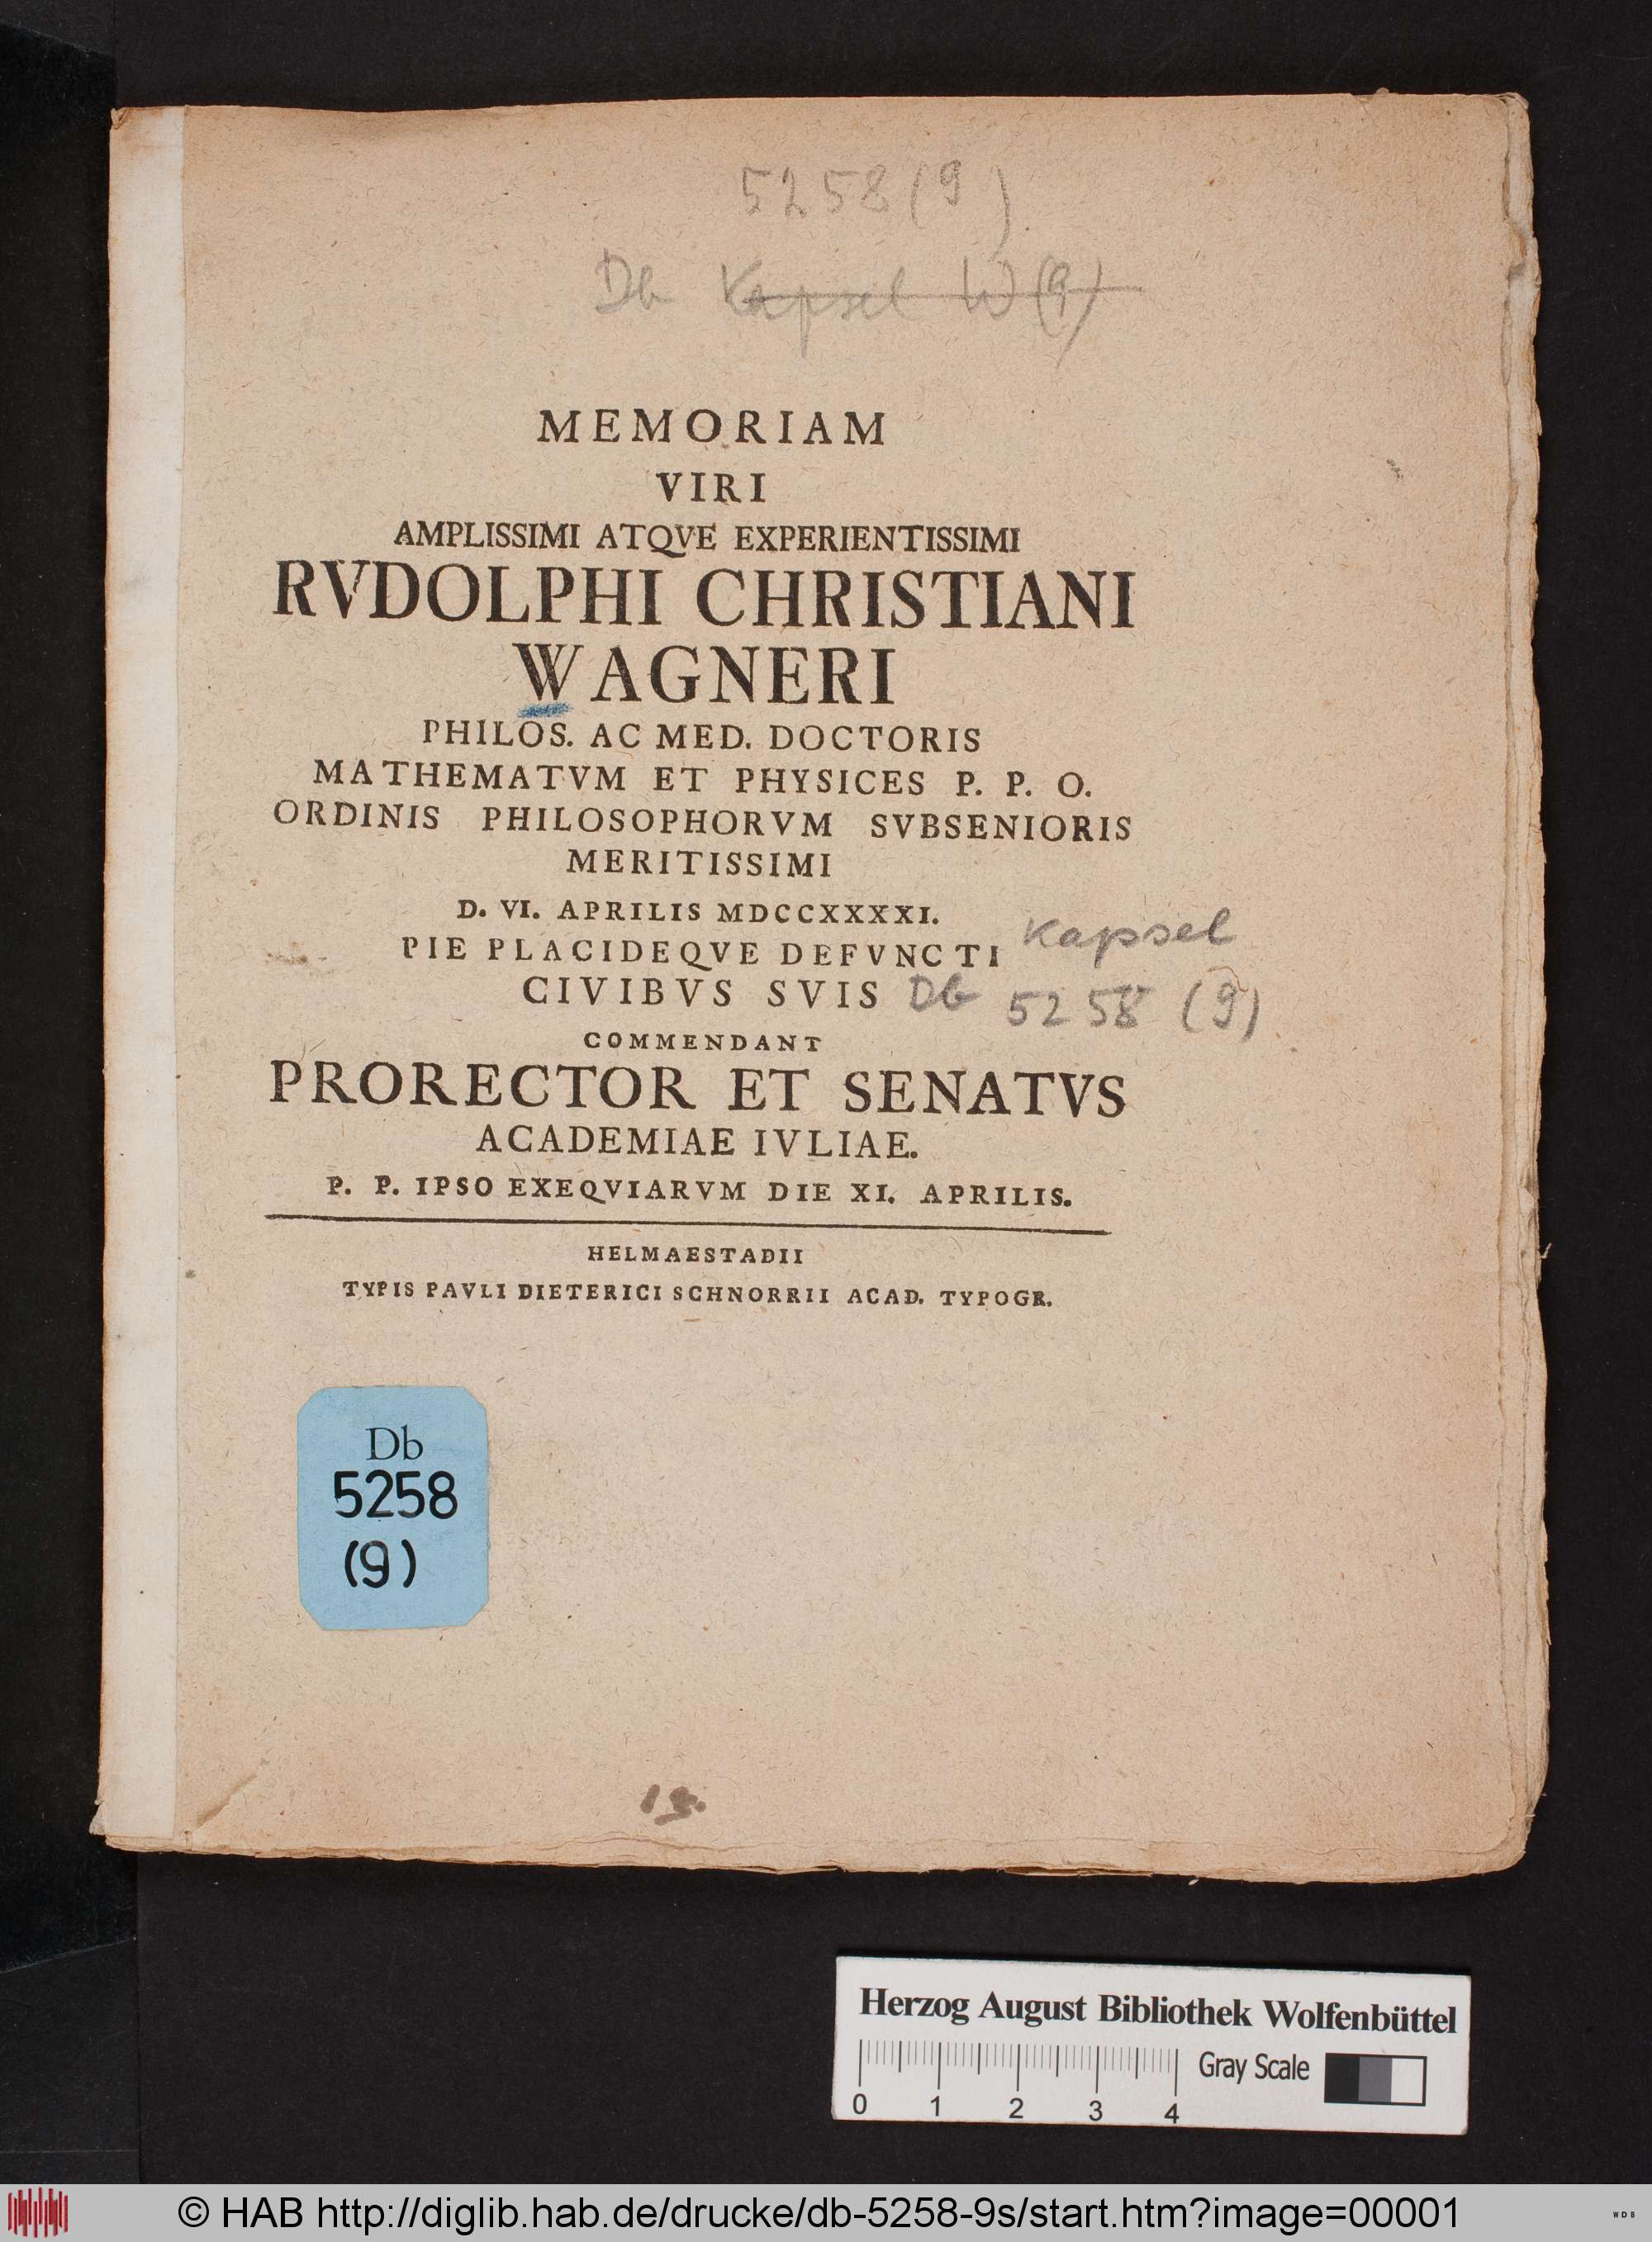 5258(9)
Db Kapsel W(9)
MEMORIAM
VIRI
AMPLISSIMI ATQVE EXPERIENTISSIMI
RVDOLPHI CHRISTIANI
WAGNERI
PHILOS. AC MED. DOCTORIS
MATHEMATVM ET PHYSICES P. P. O.
ORDINIS PHILOSOPHORVM SVBSENIORIS
MERITISSIMI
D. VI. APRILIS MDCCXXXXI.
PIE PLACIDEQVE DEFVNCTI
Kapsel
CIVIBVS SVIS
Db 5258 (9)
COMMENDANT
PRORECTOR ET SENATVS
ACADEMIAE IVLIAE.
P. P. IPSO EXEQVIARVM DIE XI. APRILIS.
HELMAESTADII
TYPIS PAVLI DIETERICI SCHNORRII ACAD. TYPOGR.
Db
5258
(9)
Herzog August Bibliothek Wolfenbüttel
Gray Scale
0 1 2 3 4
© HAB http://diglib.hab.de/drucke/db-5258-9s/start.htm?image=00001
WDB